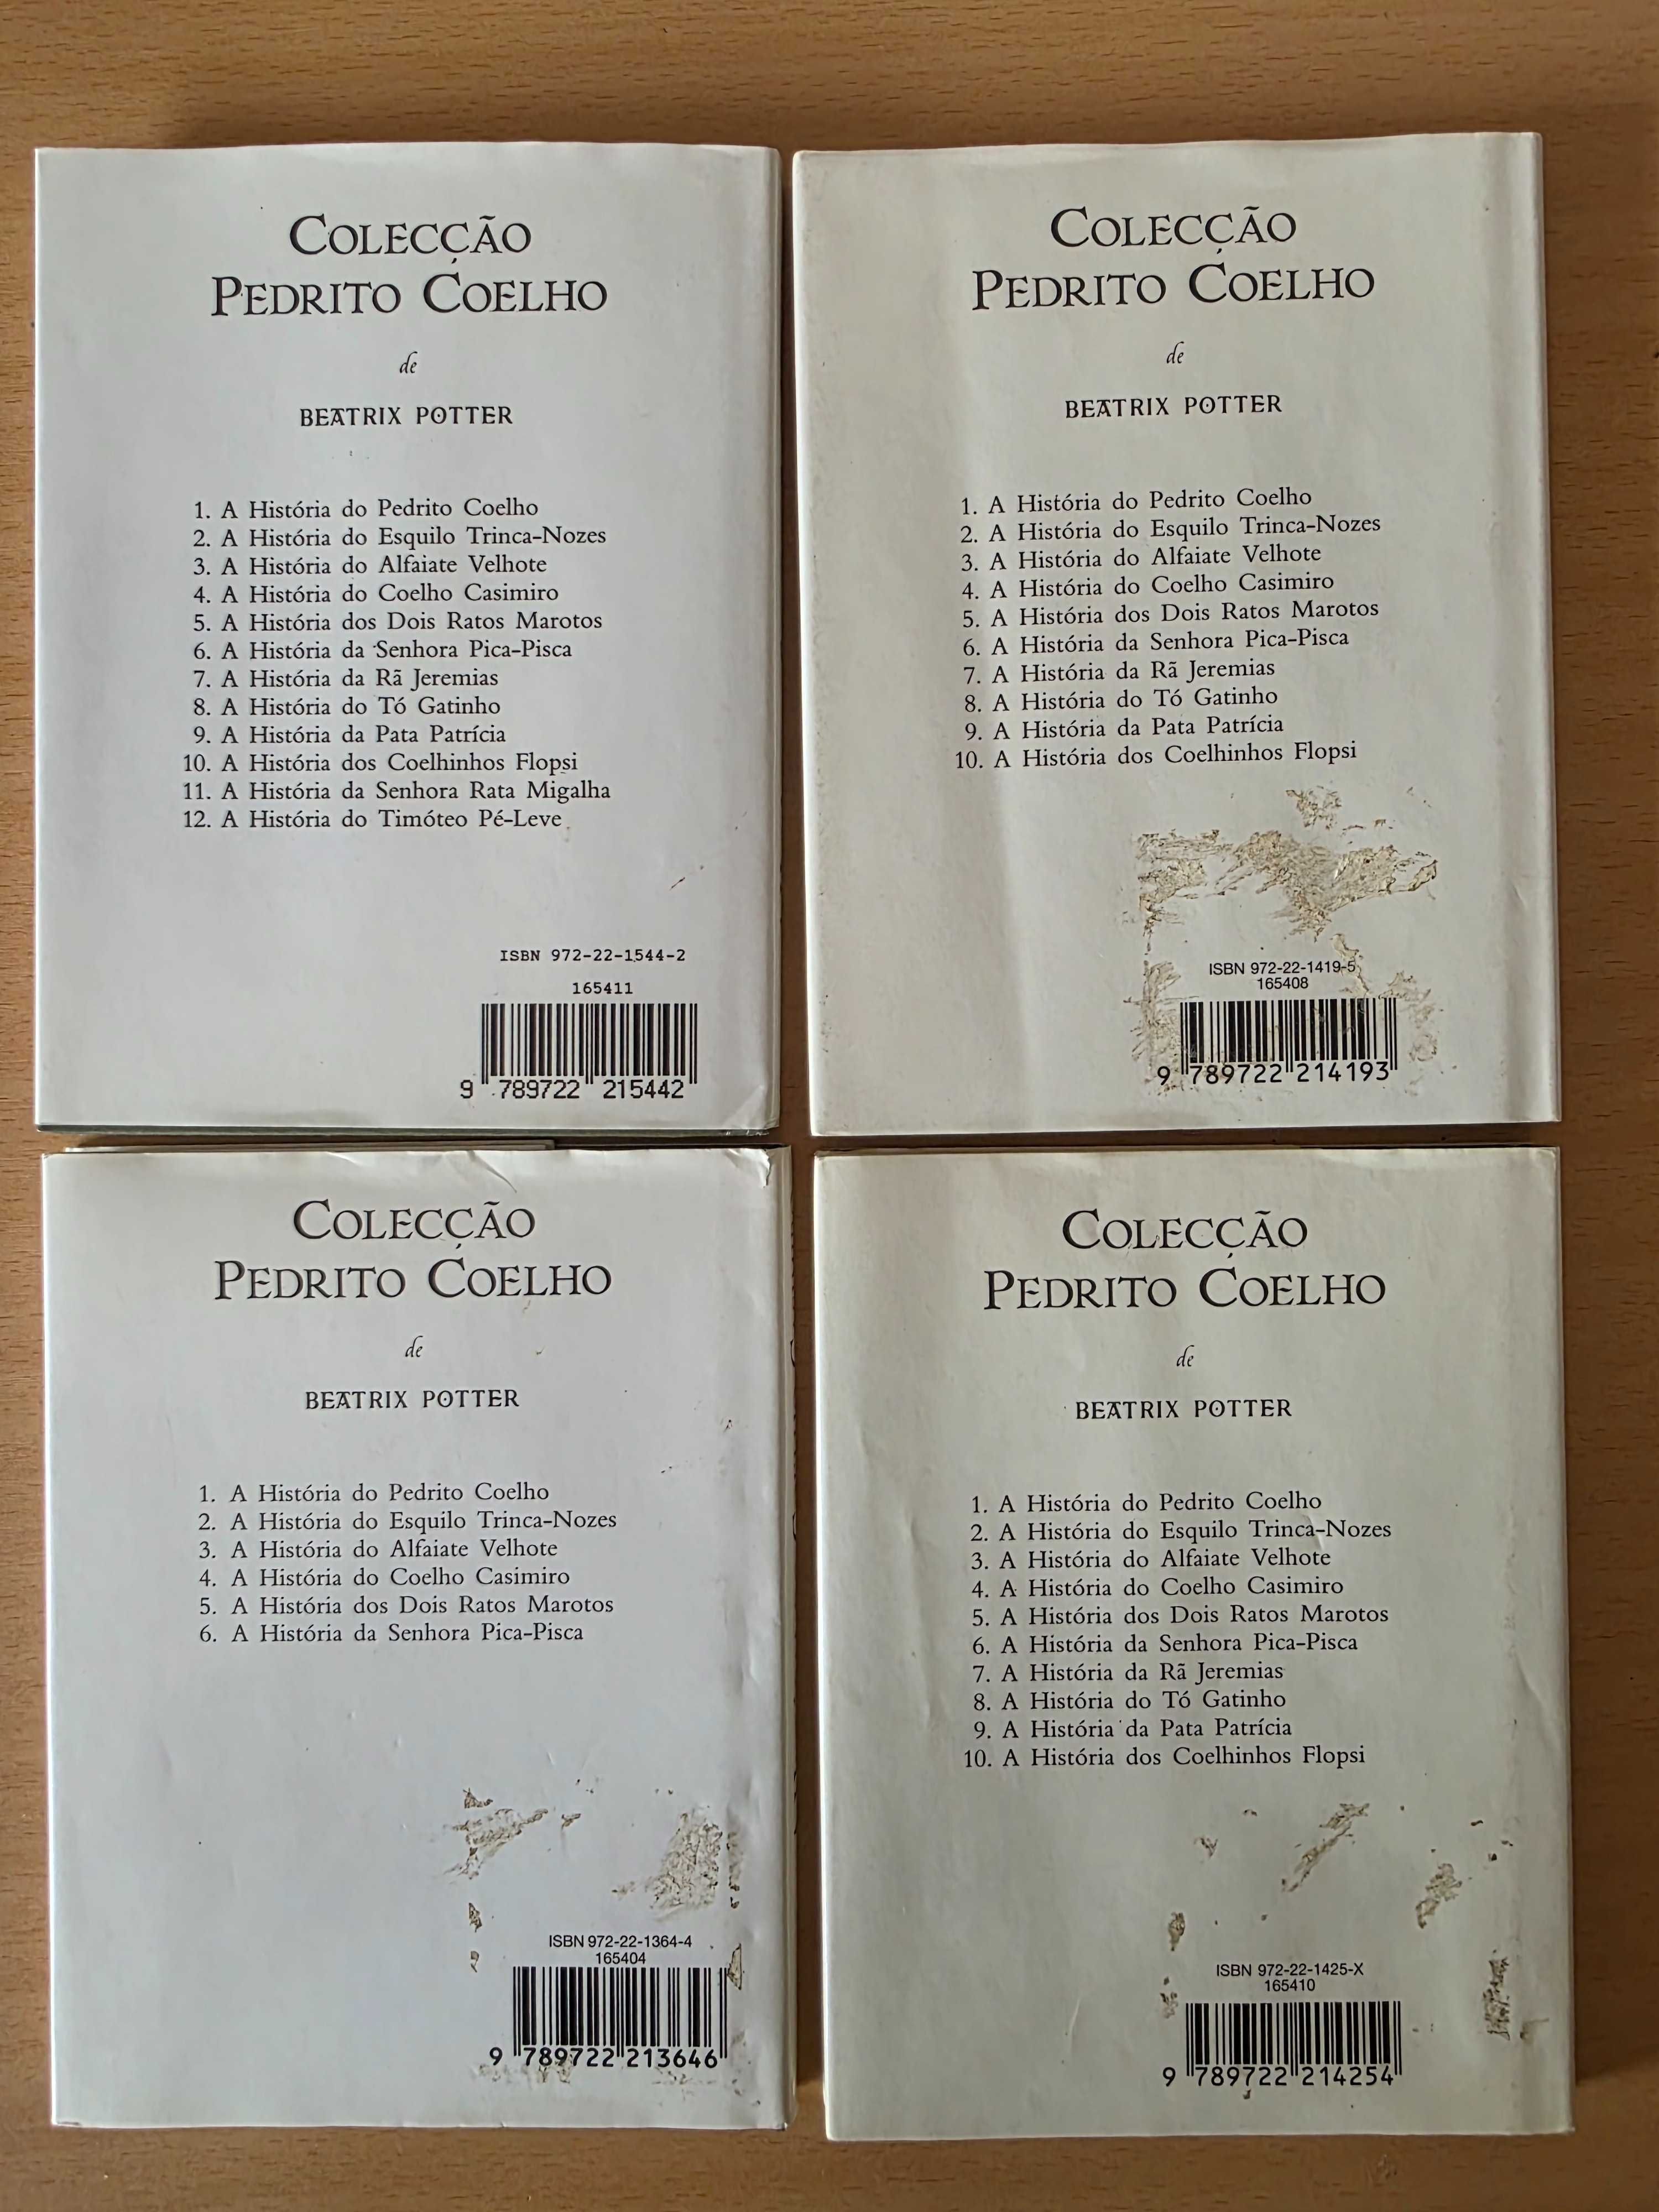 COLECÇÃO
PEDRITO COELHO
de
BEATRIX POTTER
1. A História do Pedrito Coelho
2. A História do Esquilo Trinca-Nozes
3. A História do Alfaiate Velhote
4. A História do Coelho Casimiro
5. A História dos Dois Ratos Marotos
6. A História da Senhora Pica-Pisca
7. A História da Rã Jeremias
8. A História do Tó Gatinho
9. A História da Pata Patrícia
10. A História dos Coelhinhos Flopsi
11. A História da Senhora Rata Migalha
12. A História do Timóteo Pé-Leve
ISBN 972-22-1544-2
165411
9 789722 215442
COLECÇÃO
PEDRITO COELHO
de
BEATRIX POTTER
1. A História do Pedrito Coelho
2. A História do Esquilo Trinca-Nozes
3. A História do Alfaiate Velhote
4. A História do Coelho Casimiro
5. A História dos Dois Ratos Marotos
6. A História da Senhora Pica-Pisca
7. A História da Rã Jeremias
8. A História do Tó Gatinho
9. A História da Pata Patrícia
10. A História dos Coelhinhos Flopsi
ISBN 972-22-1419-5
165408
9 789722 214193
COLECÇÃO
PEDRITO COELHO
de
BEATRIX POTTER
1. A História do Pedrito Coelho
2. A História do Esquilo Trinca-Nozes
3. A História do Alfaiate Velhote
4. A História do Coelho Casimiro
5. A História dos Dois Ratos Marotos
6. A História da Senhora Pica-Pisca
ISBN 972-22-1364-4
165404
9 789722 213646
COLECÇÃO
PEDRITO COELHO
de
BEATRIX POTTER
1. A História do Pedrito Coelho
2. A História do Esquilo Trinca-Nozes
3. A História do Alfaiate Velhote
4. A História do Coelho Casimiro
5. A História dos Dois Ratos Marotos
6. A História da Senhora Pica-Pisca
7. A História da Rã Jeremias
8. A História do Tó Gatinho
9. A História da Pata Patrícia
10. A História dos Coelhinhos Flopsi
ISBN 972-22-1425-X
165410
9 789722 214254